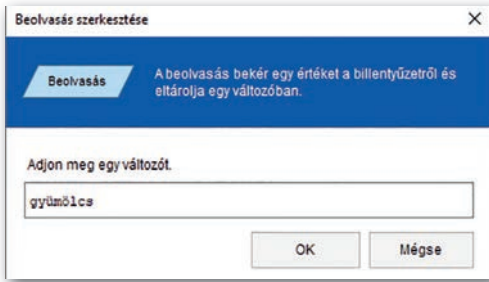 Beolvasás szerkesztése
Beolvasás
A beolvasás bekér egy értéket a billentyűzetről és
eltárolja egy változóban.
Adjon meg egy változót.
gyümölcs
OK
Mégse